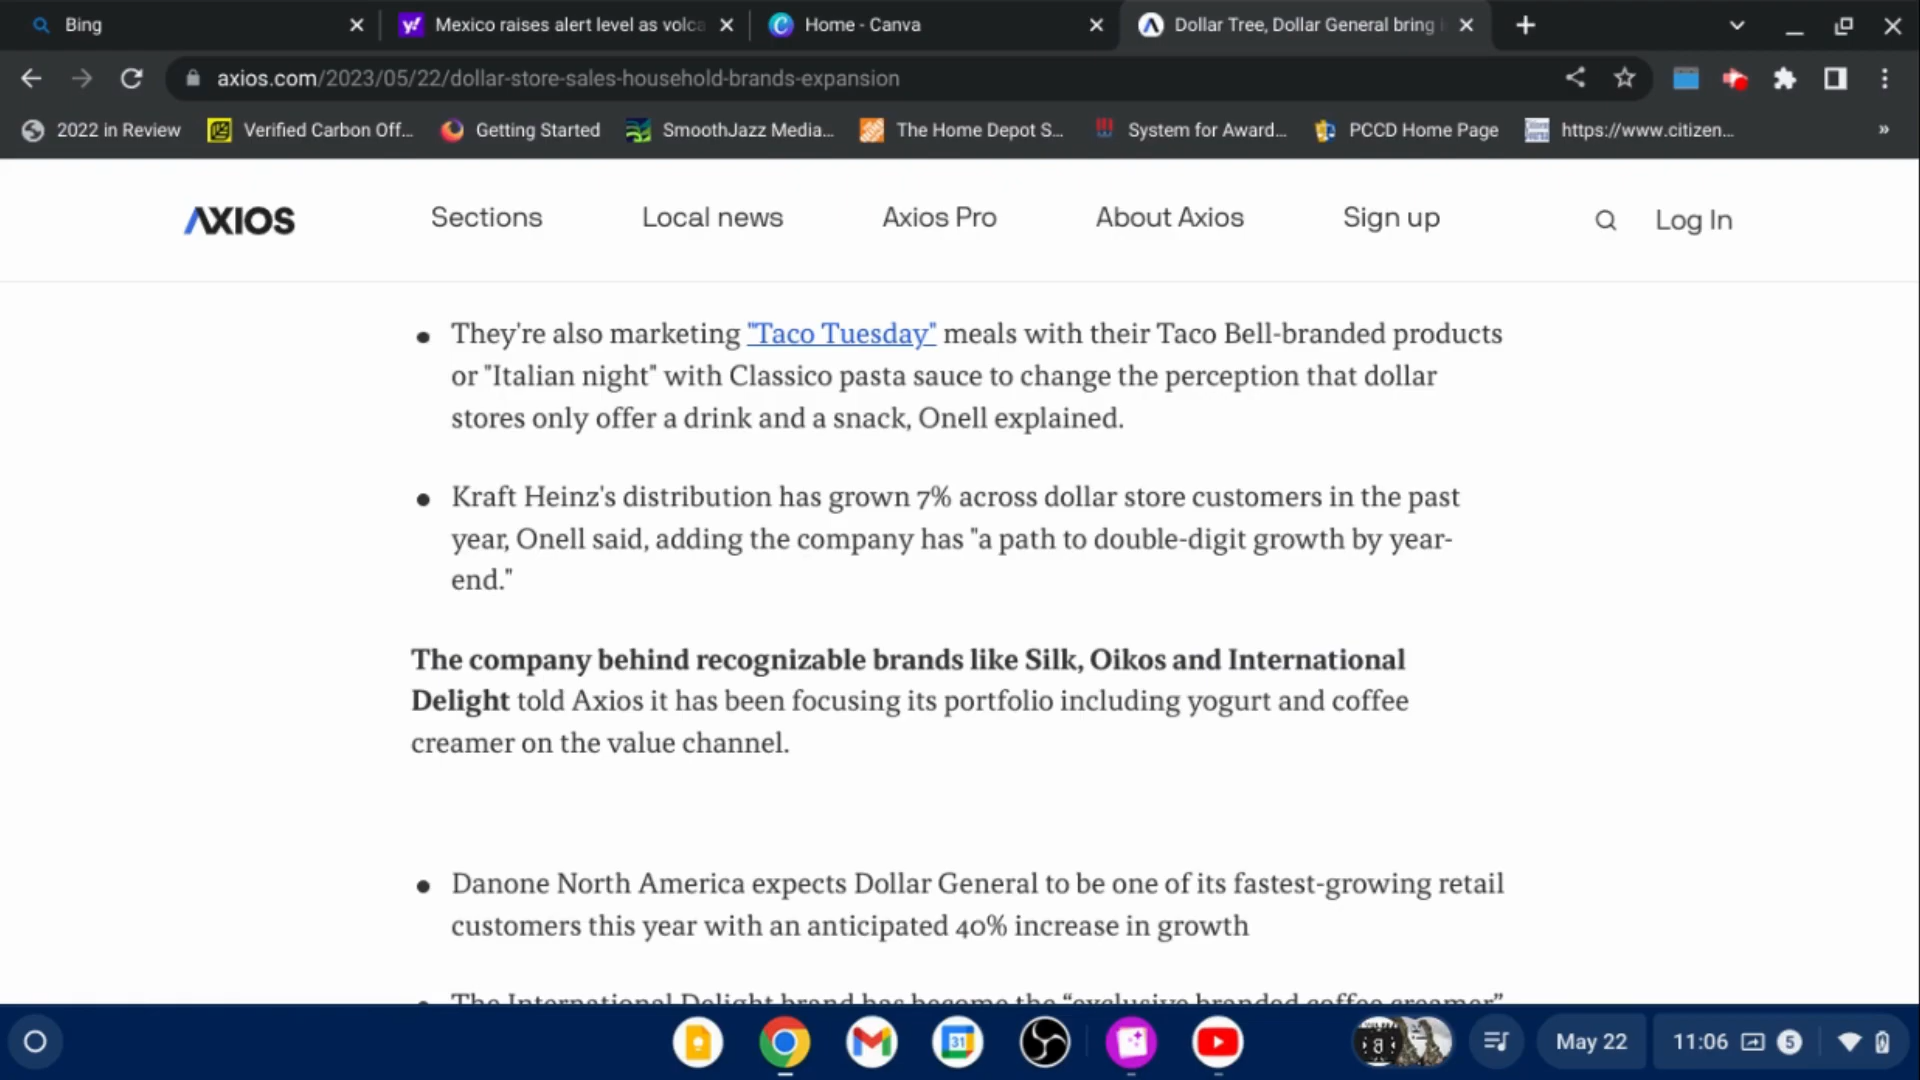 Bing
Mexico raises alert level as volca
Home - Canva
Dollar Tree, Dollar General bring
axios.com/2023/05/22/dollar-store-sales-household-brands-expansion
2022 in Review
Verified Carbon Off...
Getting Started
SmoothJazz Media...
The Home Depot S...
System for Award...
PCCD Home Page
https://www.citizen...
»
AXIOS
Sections
Local news
Axios Pro
About Axios
Sign up
Log In
They're also marketing "Taco Tuesday" meals with their Taco Bell-branded products
or "Italian night" with Classico pasta sauce to change the perception that dollar
stores only offer a drink and a snack, Onell explained.
Kraft Heinz's distribution has grown 7% across dollar store customers in the past
year, Onell said, adding the company has "a path to double-digit growth by year-
end."
The company behind recognizable brands like Silk, Oikos and International
Delight told Axios it has been focusing its portfolio including yogurt and coffee
creamer on the value channel.
Danone North America expects Dollar General to be one of its fastest-growing retail
customers this year with an anticipated 40% increase in growth
The International Delight brand has become the “exclusive branded coffee creamer”
31
8
May 22
11:06
5